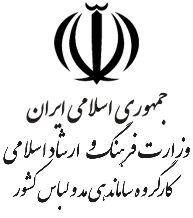 جمهوری اسلامی ایران
وزارت فرهنگ و ارشاد اسلامی
کارگروه ساماندهی مد و لباس کشور